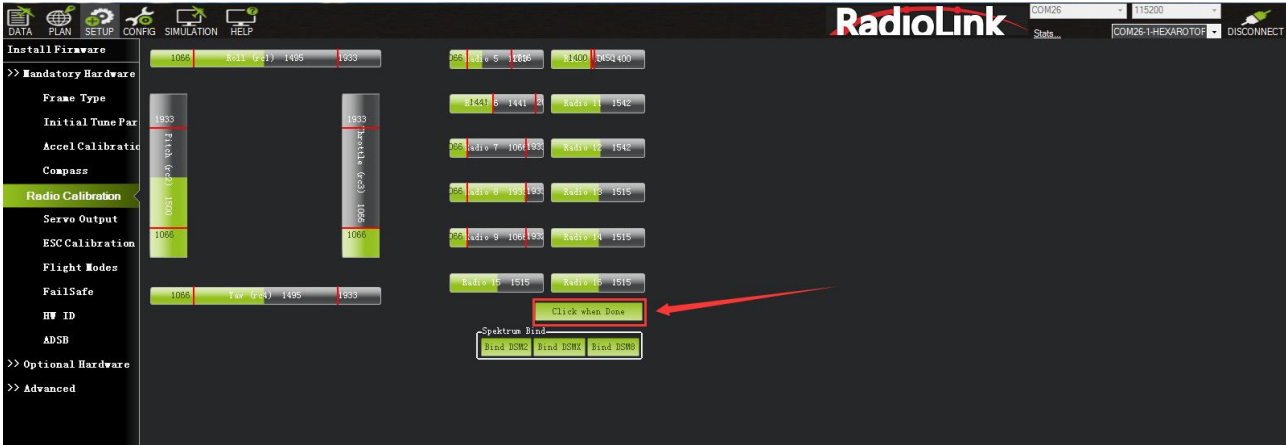 DATA PLAN SETUP CONFIG SIMULATION HELP
RadioLink
COM26 115200
Stats... COM26-1-HEXAROTOF DISCONNECT
Install Firmware
>> Mandatory Hardware
Frame Type
Initial Tune Par
Accel Calibratio
Compass
Radio Calibration
Servo Output
ESC Calibration
Flight Modes
FailSafe
HW ID
ADSB
>> Optional Hardware
>> Advanced
1066 Roll (rc1) 1495 1933
1933
Pitch (rc2) 1500
1066
1933
Throttle (rc3) 1066
1066
1066 Yaw (rc4) 1495 1933
Radio 11 1542
Radio 12 1542
Radio 13 1515
Radio 14 1515
Radio 15 1515 Radio 16 1515
Click when Done
Spektrum Bind
Bind DSM2 Bind DSMX Bind DSM8